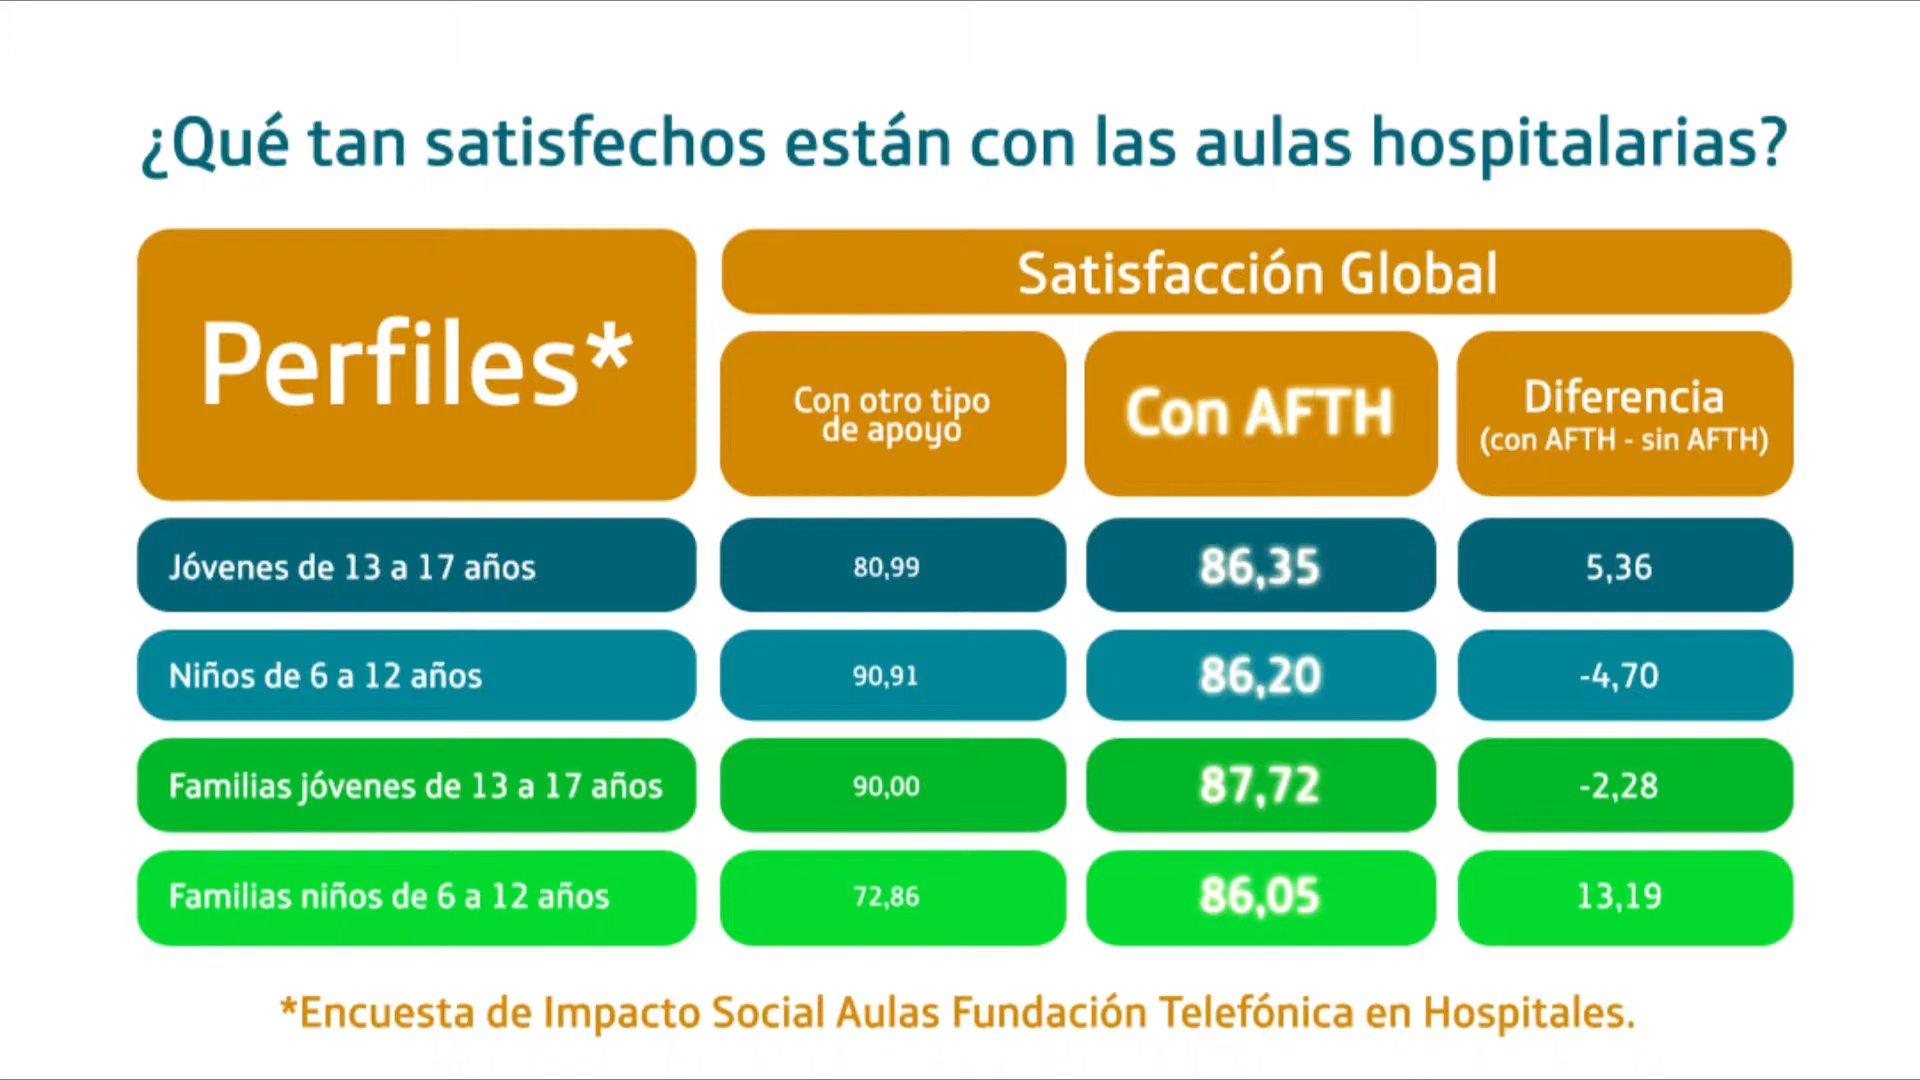 ¿Qué tan satisfechos están con las aulas hospitalarias?
Perfiles*
Satisfacción Global
Con otro tipo
de apoyo
Con AFTH
Diferencia
(con AFTH - sin AFTH)
Jóvenes de 13 a 17 años
80,99
86,35
5,36
Niños de 6 a 12 años
90,91
86,20
-4,70
Familias jóvenes de 13 a 17 años
90,00
87,72
-2,28
Familias niños de 6 a 12 años
72,86
86,05
13,19
*Encuesta de Impacto Social Aulas Fundación Telefónica en Hospitales.